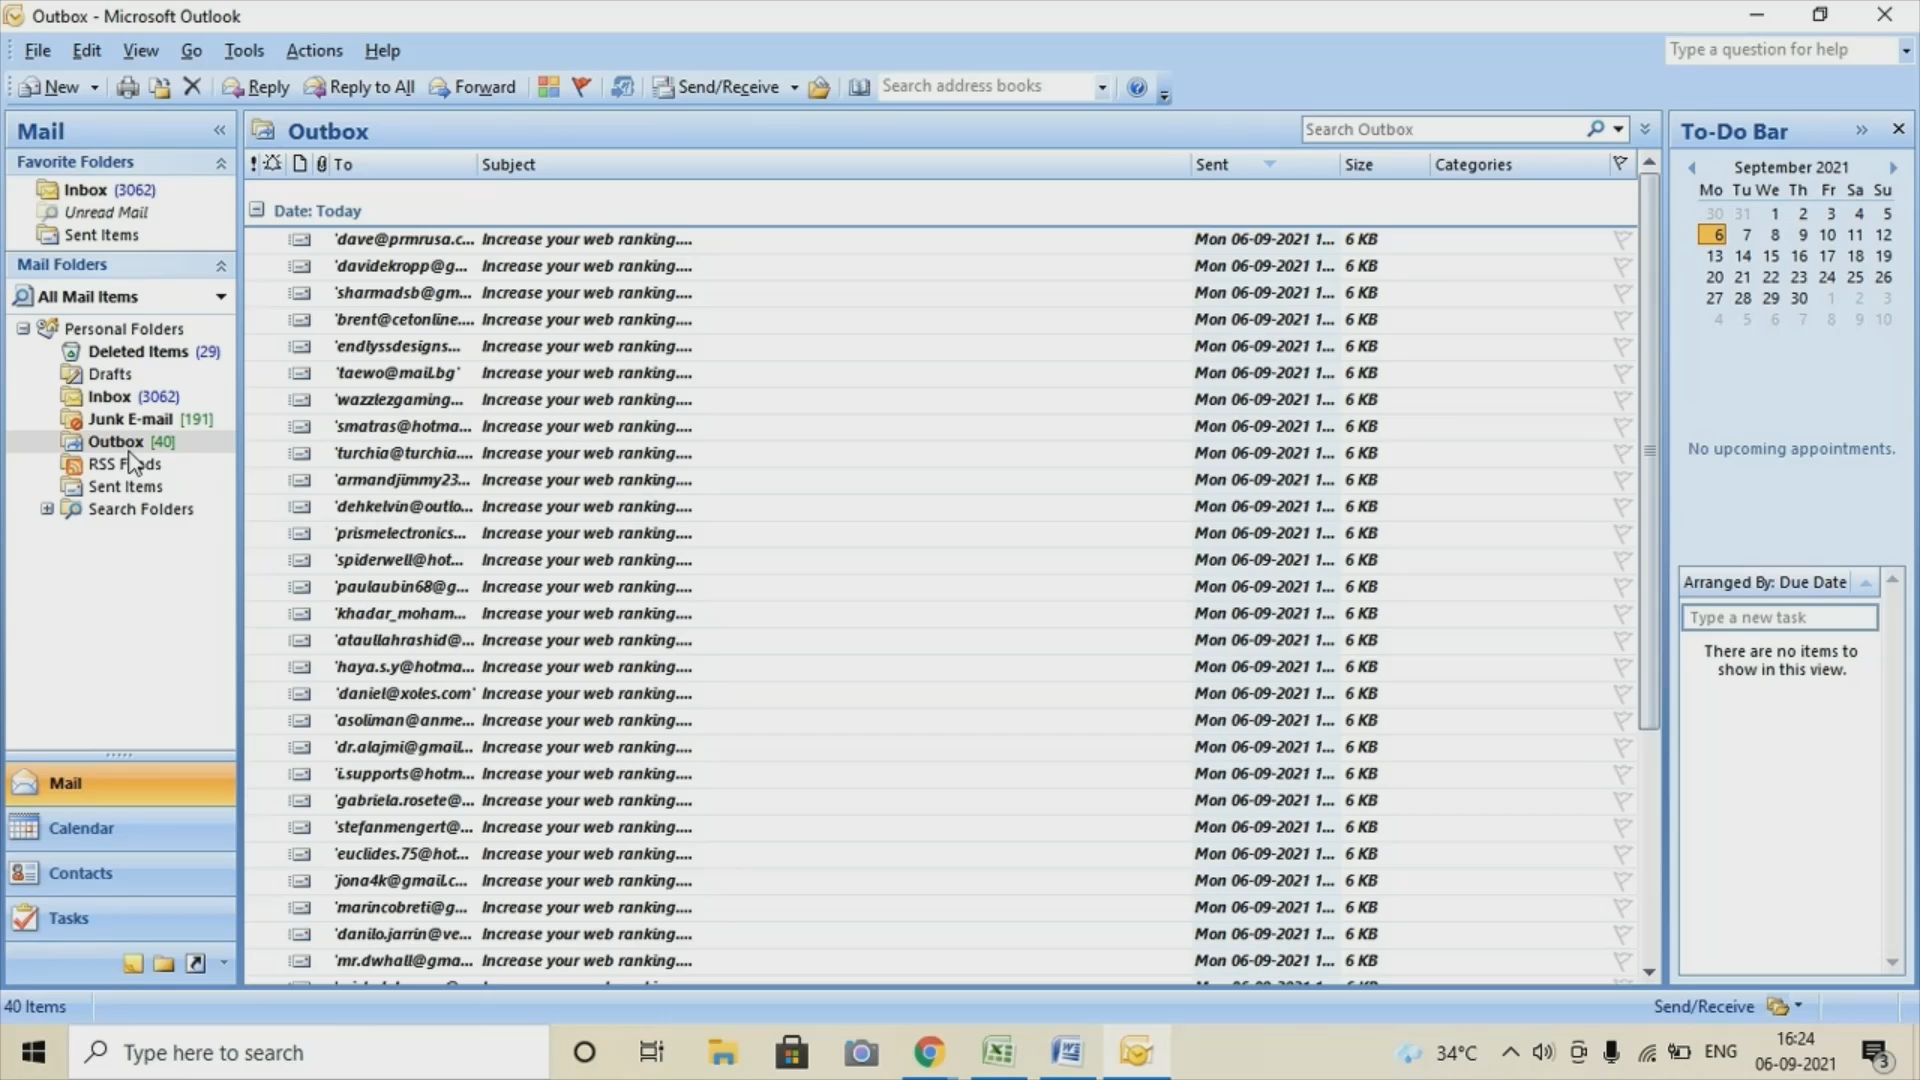 Outbox - Microsoft Outlook
File Edit View Go Tools Actions Help
Type a question for help
New Reply Reply to All Forward Send/Receive Search address books
Mail
Favorite Folders
Inbox (3062)
Unread Mail
Sent Items
Mail Folders
All Mail Items
Personal Folders
Deleted Items (29)
Drafts
Inbox (3062)
Junk E-mail [191]
Outbox [40]
RSS Feeds
Sent Items
Search Folders
Mail
Calendar
Contacts
Tasks
Outbox
Search Outbox
! To Subject Sent Size Categories
Date: Today
'dave@prmrusa.c... Increase your web ranking.... Mon 06-09-2021 1... 6 KB
'davidekropp@g... Increase your web ranking.... Mon 06-09-2021 1... 6 KB
'sharmadsb@gm... Increase your web ranking.... Mon 06-09-2021 1... 6 KB
'brent@cetonline.... Increase your web ranking.... Mon 06-09-2021 1... 6 KB
'endlyssdesigns... Increase your web ranking.... Mon 06-09-2021 1... 6 KB
'taewo@mail.bg' Increase your web ranking.... Mon 06-09-2021 1... 6 KB
'wazzlezgaming... Increase your web ranking.... Mon 06-09-2021 1... 6 KB
'smatras@hotma... Increase your web ranking.... Mon 06-09-2021 1... 6 KB
'turchia@turchia.... Increase your web ranking.... Mon 06-09-2021 1... 6 KB
'armandjimmy23... Increase your web ranking.... Mon 06-09-2021 1... 6 KB
'dehkelvin@outlo... Increase your web ranking.... Mon 06-09-2021 1... 6 KB
'prismelectronics... Increase your web ranking.... Mon 06-09-2021 1... 6 KB
'spiderwell@hot... Increase your web ranking.... Mon 06-09-2021 1... 6 KB
'paulaubin68@g... Increase your web ranking.... Mon 06-09-2021 1... 6 KB
'khadar_moham... Increase your web ranking.... Mon 06-09-2021 1... 6 KB
'ataullahrashid@... Increase your web ranking.... Mon 06-09-2021 1... 6 KB
'haya.s.y@hotma... Increase your web ranking.... Mon 06-09-2021 1... 6 KB
'daniel@xoles.com' Increase your web ranking.... Mon 06-09-2021 1... 6 KB
'asoliman@anme... Increase your web ranking.... Mon 06-09-2021 1... 6 KB
'dr.alajmi@gmail... Increase your web ranking.... Mon 06-09-2021 1... 6 KB
'i.supports@hotm... Increase your web ranking.... Mon 06-09-2021 1... 6 KB
'gabriela.rosete@... Increase your web ranking.... Mon 06-09-2021 1... 6 KB
'stefanmengert@... Increase your web ranking.... Mon 06-09-2021 1... 6 KB
'euclides.75@hot... Increase your web ranking.... Mon 06-09-2021 1... 6 KB
'jona4k@gmail.c... Increase your web ranking.... Mon 06-09-2021 1... 6 KB
'marincobreti@g... Increase your web ranking.... Mon 06-09-2021 1... 6 KB
'danilo.jarrin@ve... Increase your web ranking.... Mon 06-09-2021 1... 6 KB
'mr.dwhall@gma... Increase your web ranking.... Mon 06-09-2021 1... 6 KB
To-Do Bar
September 2021
Mo Tu We Th Fr Sa Su
30 31 1 2 3 4 5
6 7 8 9 10 11 12
13 14 15 16 17 18 19
20 21 22 23 24 25 26
27 28 29 30 1 2 3
4 5 6 7 8 9 10
No upcoming appointments.
Arranged By: Due Date
Type a new task
There are no items to
show in this view.
40 Items
Send/Receive
Type here to search
34°C
ENG
16:24
06-09-2021
3